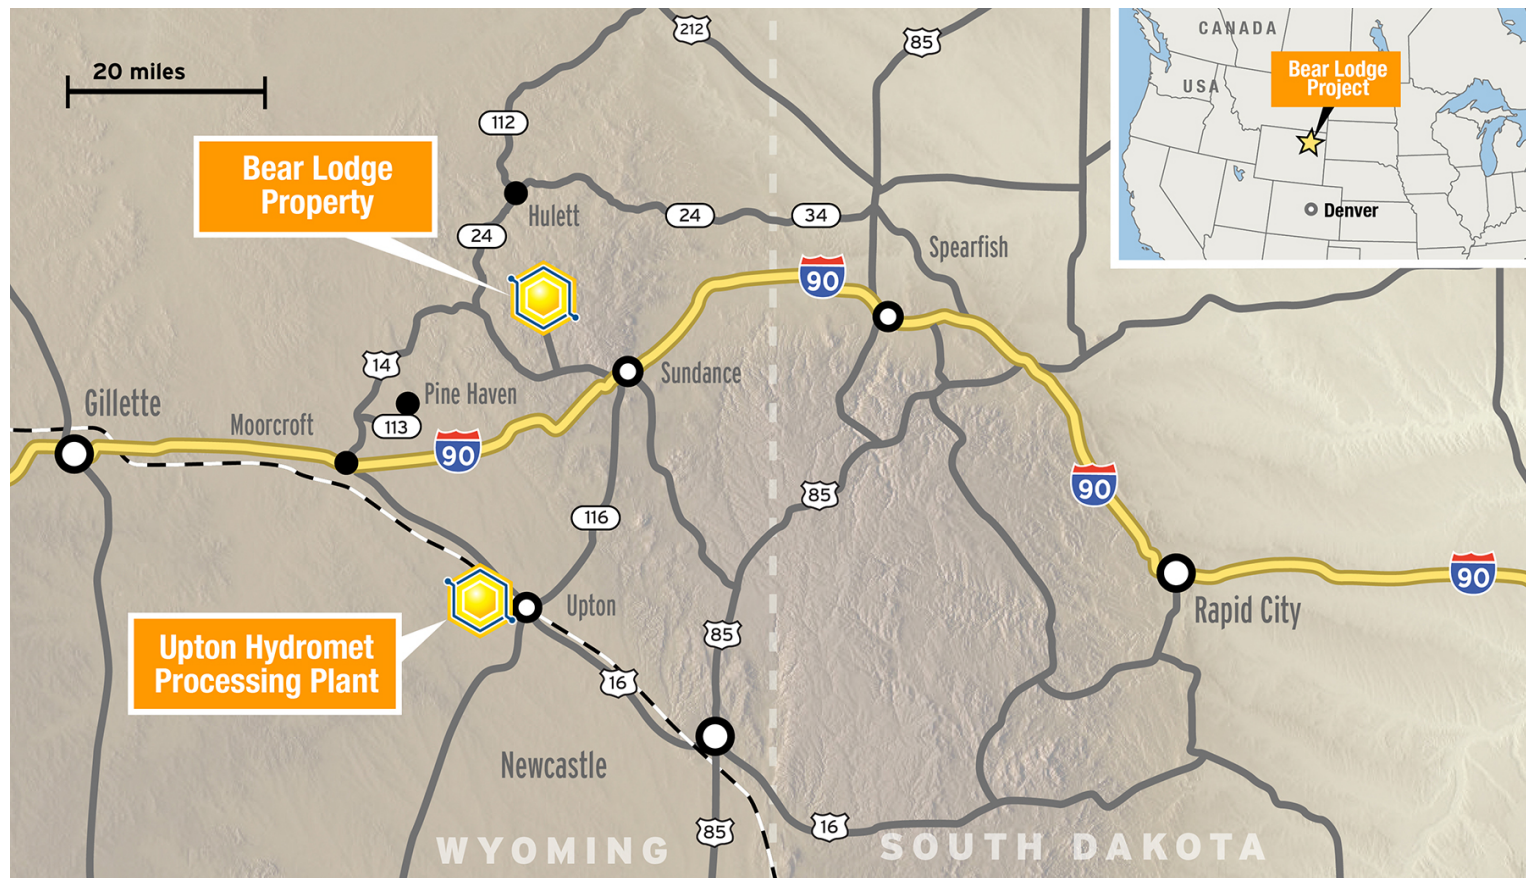 20 miles
212
85
CANADA
USA
Bear Lodge
Project
Denver
112
Bear Lodge
Property
Hulett
24
24
34
Spearfish
90
14
Pine Haven
113
Sundance
Gillette
Moorcroft
90
90
85
116
Upton
90
Rapid City
Upton Hydromet
Processing Plant
85
16
Newcastle
85
16
WYOMING
SOUTH DAKOTA